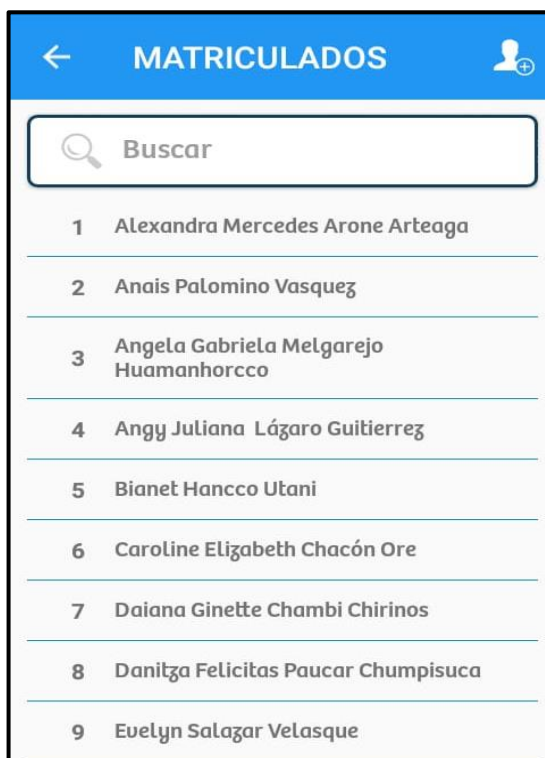 MATRICULADOS
Buscar
1 Alexandra Mercedes Arone Arteaga
2 Anais Palomino Vasquez
3 Angela Gabriela Melgarejo
Huamanhorcco
4 Angy Juliana Lázaro Guitierrez
5 Bianet Hancco Utani
6 Caroline Elizabeth Chacón Ore
7 Daiana Ginette Chambi Chirinos
8 Danitza Felicitas Paucar Chumpisuca
9 Evelyn Salazar Velasque